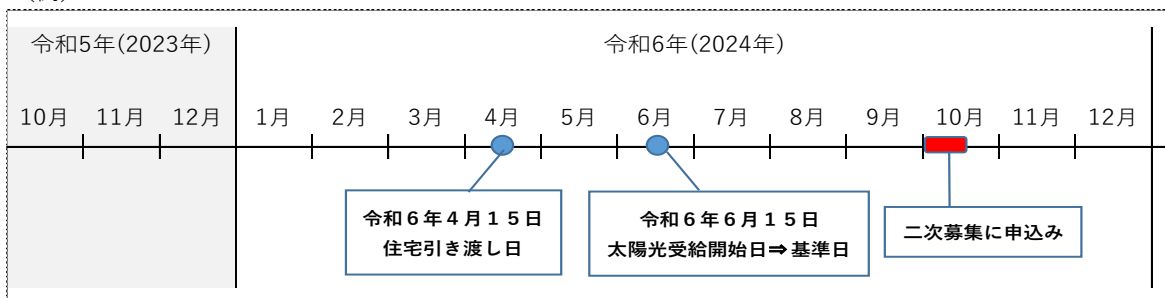 令和5年(2023年)
令和6年(2024年)
10月 11月 12月 1月 2月 3月 4月 5月 6月 7月 8月 9月 10月 11月 12月
令和６年４月１５日
住宅引き渡し日
令和６年６月１５日
太陽光受給開始日⇒基準日
二次募集に申込み